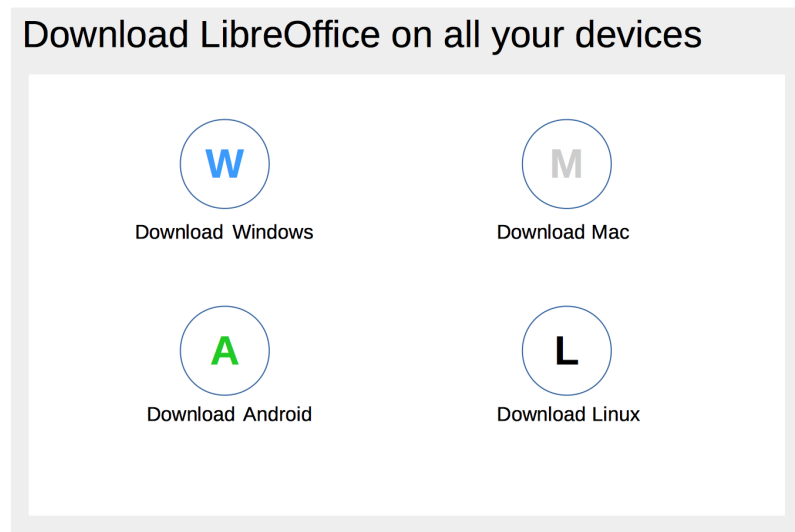 Download LibreOffice on all your devices
W
M
Download Windows
Download Mac
A
L
Download Android
Download Linux